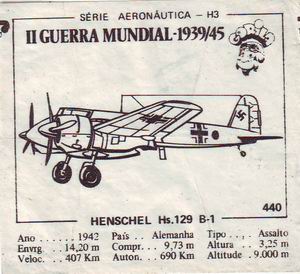 SÉRIE AERONÁUTICA - H3
II GUERRA MUNDIAL-1939/45
440
HENSCHEL Hs.129 B-1
Ano ...... 1942 País .. Alemanha Tipo .., Assalto
Envrg. ... 14,20 m Compr... 9,73 m Altura ... 3,25 m
Veloc. .. 407 Km Auton.. 690 Km Altitude . 9.000 m